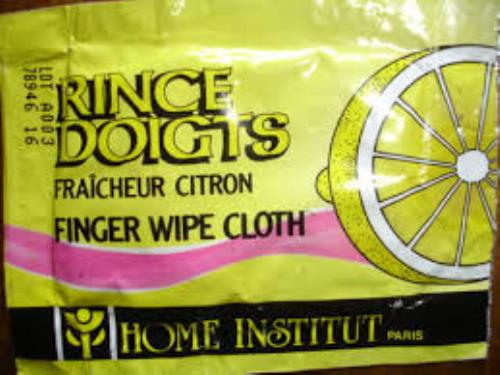 LOT A003
78946 16
RINCE
DOIGTS
FRAÎCHEUR CITRON
FINGER WIPE CLOTH
HOME INSTITUT PARIS